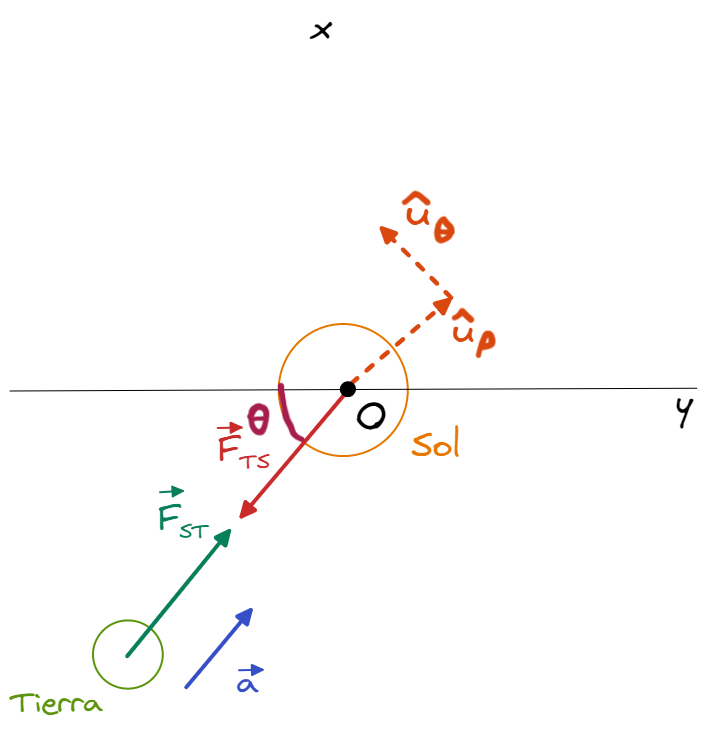 x
û_θ
û_ρ
O
y
θ
F⃗_TS
Sol
F⃗_ST
a⃗
Tierra